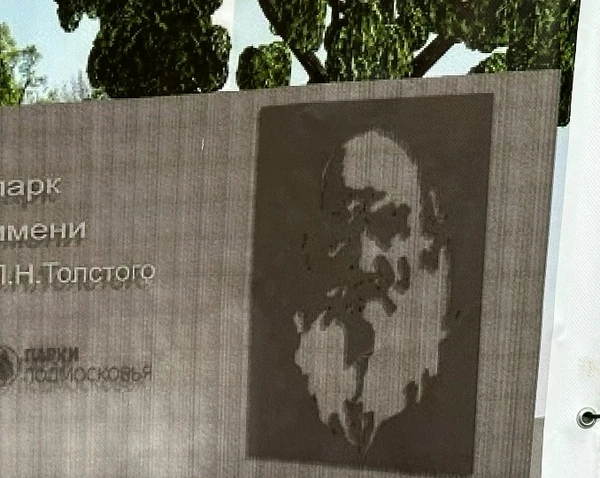 парк
имени
Л.Н.Толстого
ПАРКИ
ПОДМОСКОВЬЯ